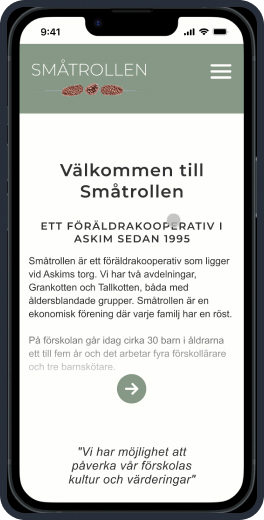 9:41
SMÅTROLLEN
Välkommen till
Småtrollen
ETT FÖRÄLDRAKOOPERATIV I
ASKIM SEDAN 1995
Småtrollen är ett föräldrakooperativ som ligger
vid Askims torg. Vi har två avdelningar,
Grankotten och Tallkotten, båda med
åldersblandade grupper. Småtrollen är en
ekonomisk förening där varje familj har en röst.
På förskolan går idag cirka 30 barn i åldrarna
ett till fem år och det arbetar fyra förskollärare
och tre barnskötare.
"Vi har möjlighet att
påverka vår förskolas
kultur och värderingar"